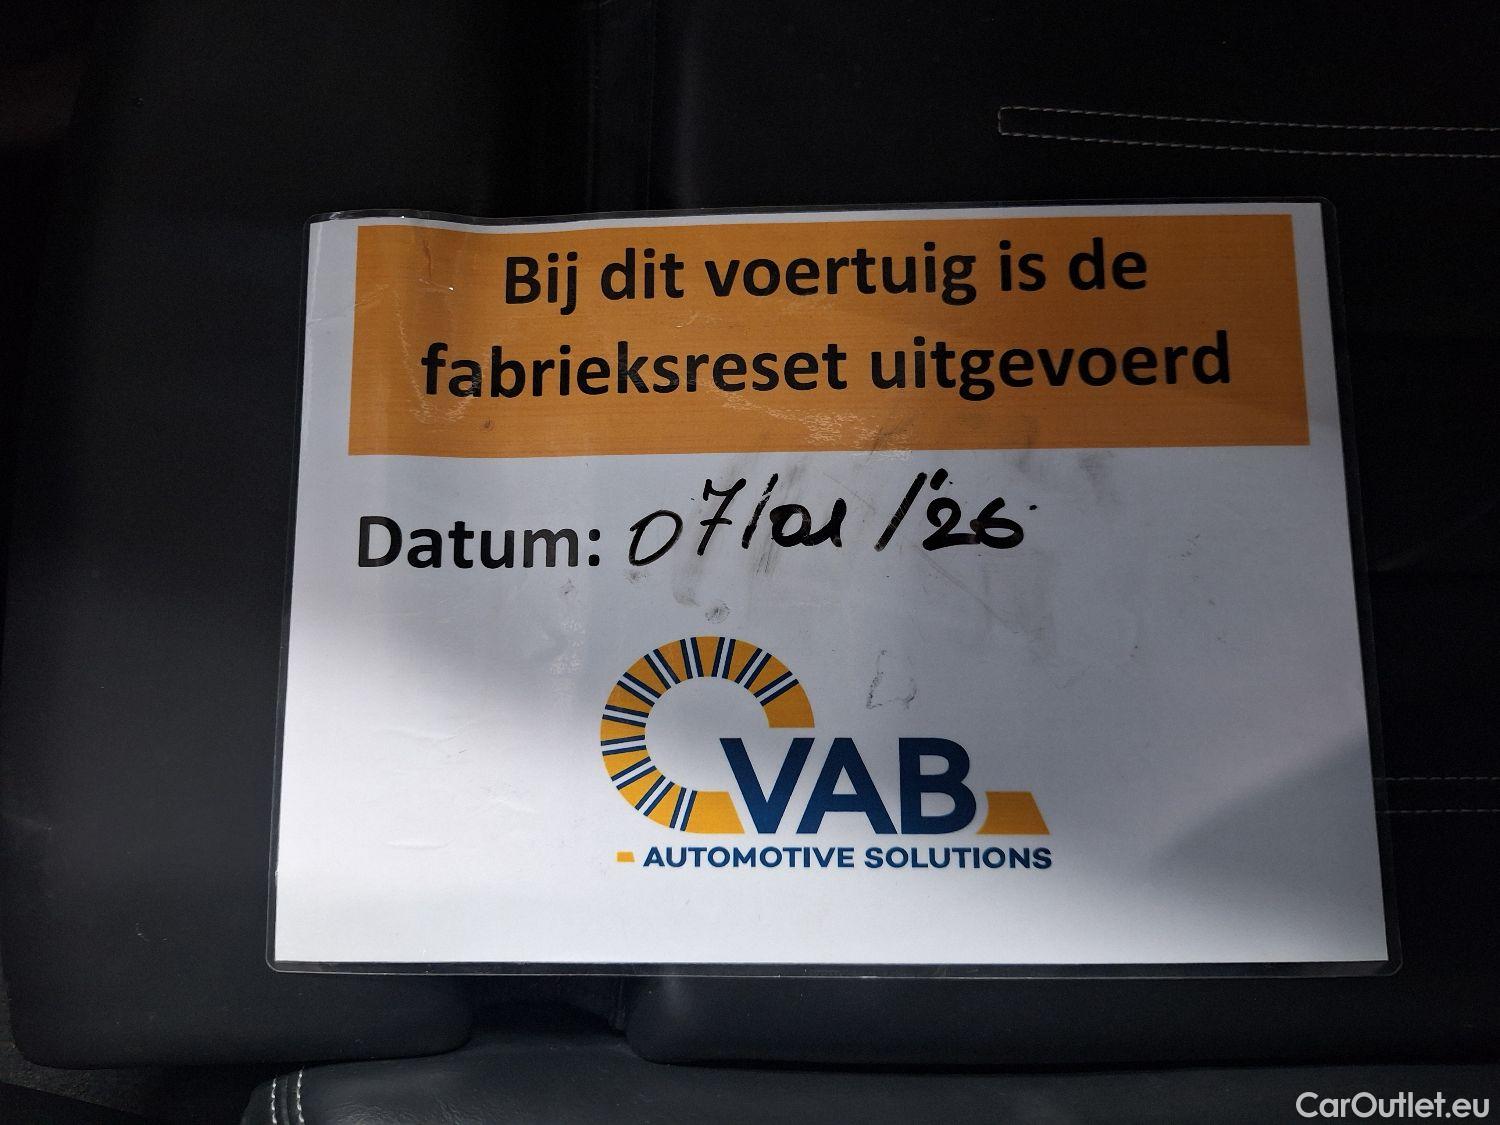 Bij dit voertuig is de
fabrieksreset uitgevoerd
Datum: 07/01/'26
VAB
AUTOMOTIVE SOLUTIONS
CarOutlet.eu